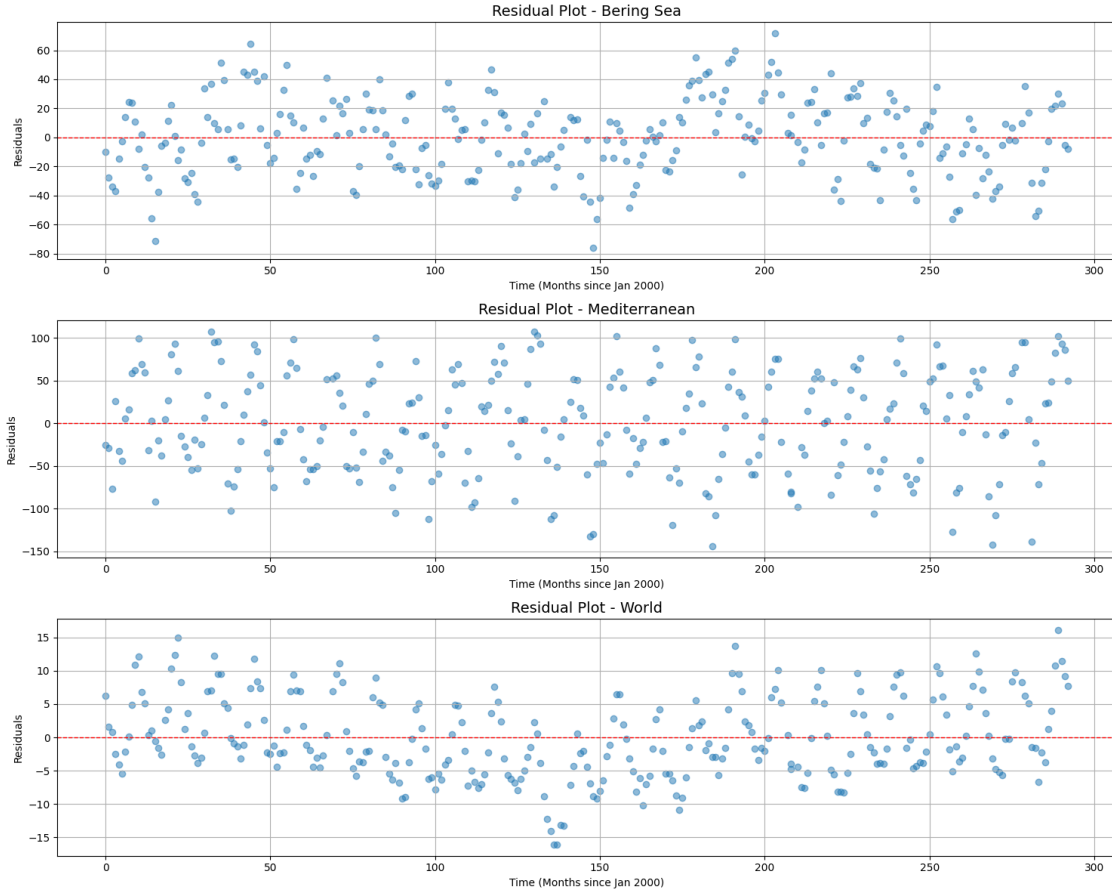 Residual Plot - Bering Sea
60
40
20
0
−20
−40
−60
−80
Residuals
0 50 100 150 200 250 300
Time (Months since Jan 2000)
Residual Plot - Mediterranean
100
50
0
−50
−100
−150
Residuals
0 50 100 150 200 250 300
Time (Months since Jan 2000)
Residual Plot - World
15
10
5
0
−5
−10
−15
Residuals
0 50 100 150 200 250 300
Time (Months since Jan 2000)